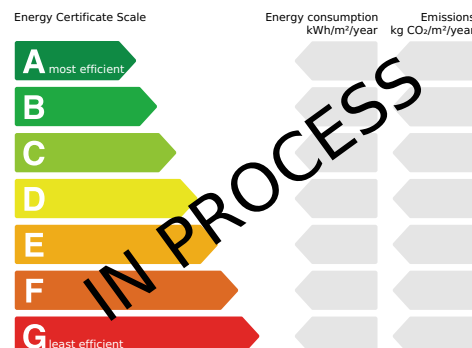 Energy Certificate Scale
Energy consumption
kWh/m²/year
Emissions
kg CO₂/m²/year
A most efficient
B
C
D
E
F
G least efficient
IN PROCESS